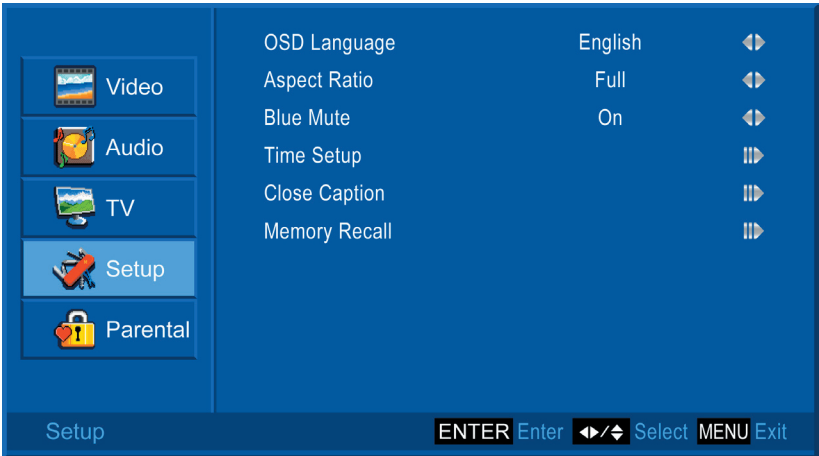 Video
Audio
TV
Setup
Parental
OSD Language English
Aspect Ratio Full
Blue Mute On
Time Setup
Close Caption
Memory Recall
Setup ENTER Enter / Select MENU Exit